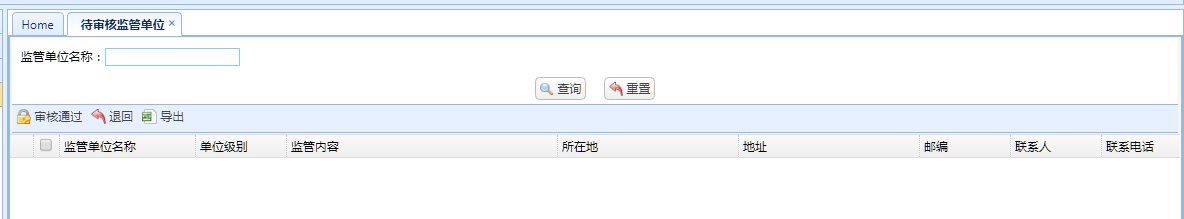 Home 待审核监管单位 ×
监管单位名称：
查询 重置
审核通过 退回 导出
监管单位名称 单位级别 监管内容 所在地 地址 邮编 联系人 联系电话